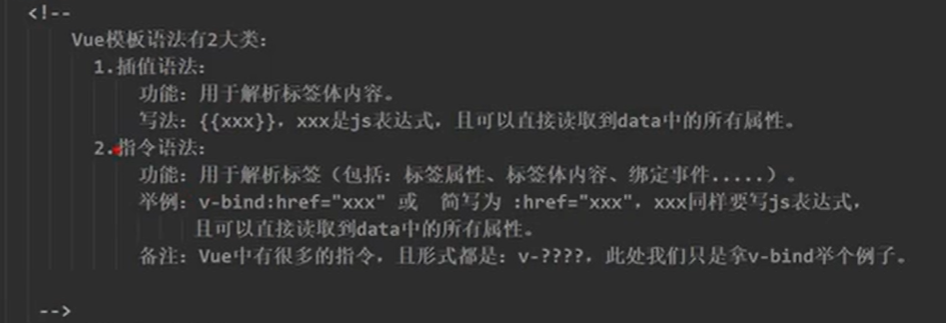 <!--
Vue模板语法有2大类：
1.插值语法：
功能：用于解析标签体内容。
写法：{{xxx}}，xxx是js表达式，且可以直接读取到data中的所有属性。
2.指令语法：
功能：用于解析标签（包括：标签属性、标签体内容、绑定事件.....）。
举例：v-bind:href="xxx" 或 简写为 :href="xxx"，xxx同样要写js表达式，
且可以直接读取到data中的所有属性。
备注：Vue中有很多的指令，且形式都是：v-????，此处我们只是拿v-bind举个例子。
-->